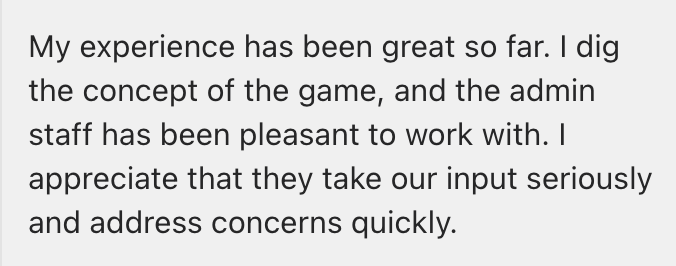 My experience has been great so far. I dig
the concept of the game, and the admin
staff has been pleasant to work with. I
appreciate that they take our input seriously
and address concerns quickly.